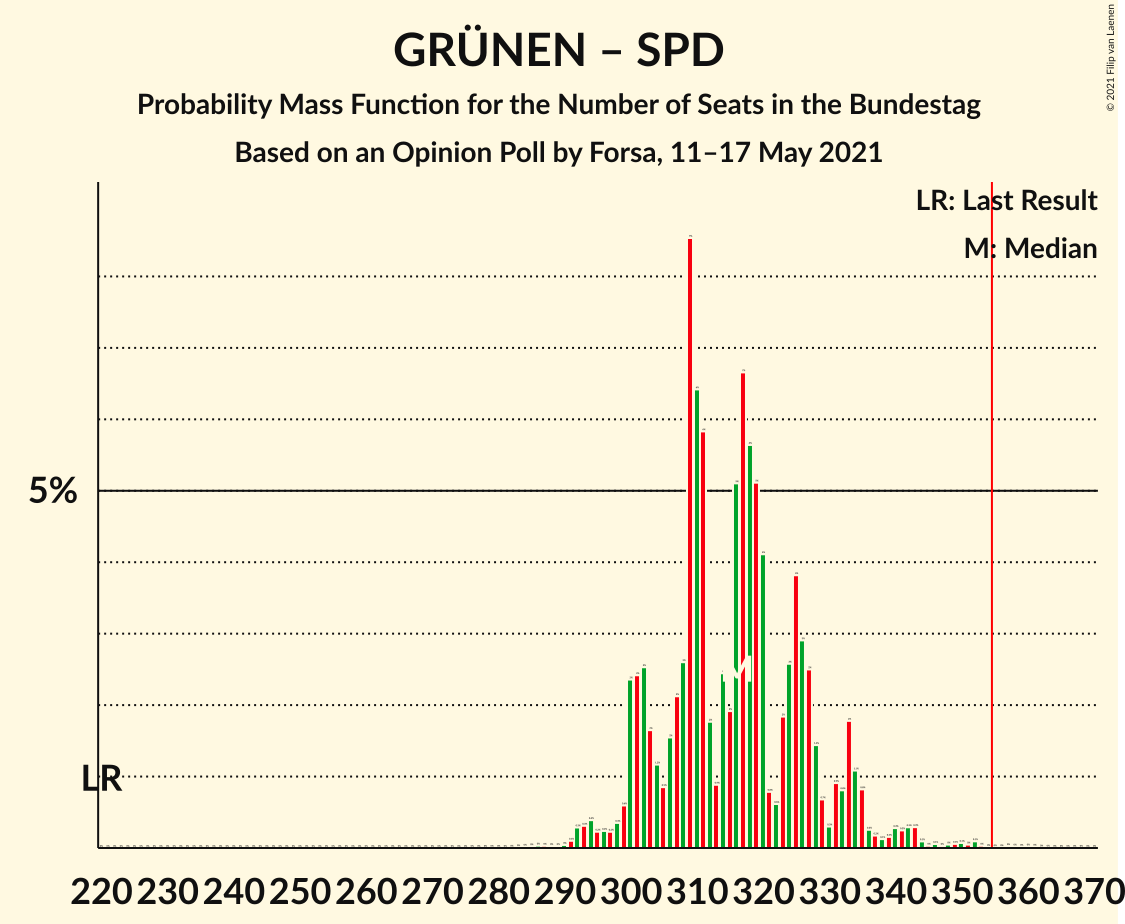 GRÜNEN – SPD
Probability Mass Function for the Number of Seats in the Bundestag
Based on an Opinion Poll by Forsa, 11–17 May 2021
© 2021 Filip van Laenen
LR: Last Result
M: Median
5%
M
LR
220 230 240 250 260 270 280 290 300 310 320 330 340 350 360 370